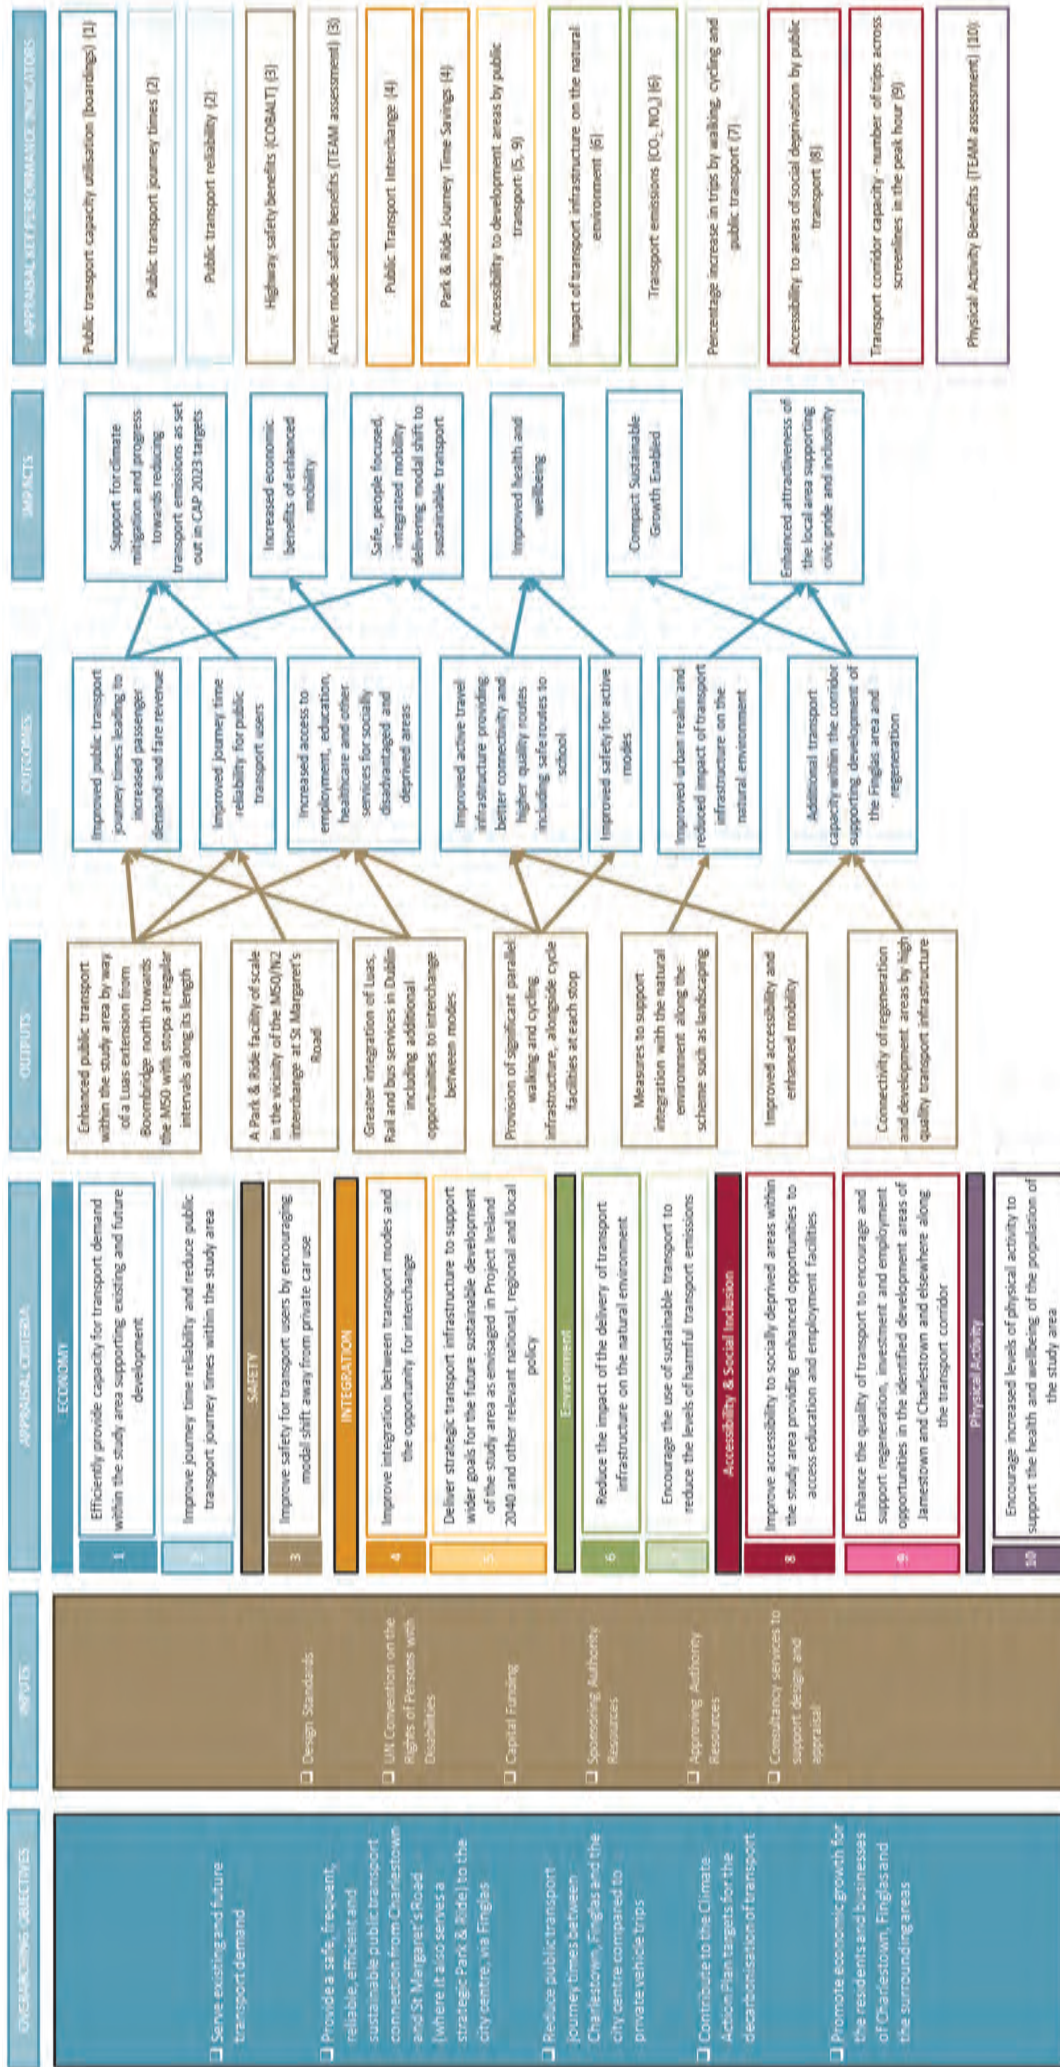 OVERARCHING OBJECTIVES
❑ Serve existing and future
transport demand
❑ Provide a safe, frequent,
reliable, efficient and
sustainable public transport
connection from Charlestown
and St Margaret's Road
(where it also serves a
strategic Park & Ride) to the
city centre, via Finglas
❑ Reduce public transport
journey times between
Charlestown, Finglas and the
city centre compared to
private vehicle trips
❑ Contribute to the Climate
Action Plan targets for the
decarbonisation of transport
❑ Promote economic growth for
the residents and businesses
of Charlestown, Finglas and
the surrounding areas
INPUTS
❑ Design Standards
❑ UN Convention on the
Rights of Persons with
Disabilities
❑ Capital Funding
❑ Sponsoring Authority
Resources
❑ Approving Authority
Resources
❑ Consultancy services to
support design and
appraisal
APPRAISAL CRITERIA
ECONOMY
1
Efficiently provide capacity for transport demand
within the study area supporting existing and future
development
2
Improve journey time reliability and reduce public
transport journey times within the study area
SAFETY
3
Improve safety for transport users by encouraging
modal shift away from private car use
INTEGRATION
4
Improve integration between transport modes and
the opportunity for interchange
5
Deliver strategic transport infrastructure to support
wider goals for the future sustainable development
of the study area as envisaged in Project Ireland
2040 and other relevant national, regional and local
policy
Environment
6
Reduce the impact of the delivery of transport
infrastructure on the natural environment
Encourage the use of sustainable transport to
reduce the levels of harmful transport emissions
Accessibility & Social Inclusion
8
Improve accessibility to socially deprived areas within
the study area providing enhanced opportunities to
access education and employment facilities
9
Enhance the quality of transport to encourage and
support regeneration, investment and employment
opportunities in the identified development areas of
Jamestown and Charlestown and elsewhere along
the transport corridor
Physical Activity
10
Encourage increased levels of physical activity to
support the health and wellbeing of the population of
the study area
OUTPUTS
Enhanced public transport
within the study area by way
of a Luas extension from
Broombridge north towards
the M50 with stops at regular
intervals along its length
A Park & Ride facility of scale
in the vicinity of the M50/N2
interchange at St Margaret's
Road
Greater integration of Luas,
Rail and bus services in Dublin
including additional
opportunities to interchange
between modes
Provision of significant parallel
walking and cycling
infrastructure, alongside cycle
facilities at each stop
Measures to support
integration with the natural
environment along the
scheme such as landscaping
Improved accessibility and
enhanced mobility
Connectivity of regeneration
and development areas by high
quality transport infrastructure
OUTCOMES
Improved public transport
journey times leading to
increased passenger
demand and fare revenue
Improved journey time
reliability for public
transport users
Increased access to
employment, education,
healthcare and other
services for socially
disadvantaged and
deprived areas
Improved active travel
infrastructure providing
better connectivity and
higher quality routes
including safe routes to
school
Improved safety for active
modes
Improved urban realm and
reduced impact of transport
infrastructure on the
natural environment
Additional transport
capacity within the corridor
supporting development of
the Finglas area and
regeneration
IMPACTS
Support for climate
mitigation and progress
towards reducing
transport emissions as set
out in CAP 2023 targets
Increased economic
benefits of enhanced
mobility
Safe, people focused,
integrated mobility
delivering modal shift to
sustainable transport
Improved health and
wellbeing
Compact Sustainable
Growth Enabled
Enhanced attractiveness of
the local area supporting
civic pride and inclusivity
APPRAISAL KEY PERFORMANCE INDICATORS
Public transport capacity utilisation (boardings) (1)
Public transport journey times (2)
Public transport reliability (2)
Highway safety benefits (COBALT) (3)
Active mode safety benefits (TEAM assessment) (3)
Public Transport Interchange (4)
Park & Ride Journey Time Savings (4)
Accessibility to development areas by public
transport (5, 9)
Impact of transport infrastructure on the natural
environment (6)
Transport emissions (CO₂, NOₓ) (6)
Percentage increase in trips by walking, cycling and
public transport (7)
Accessibility to areas of social deprivation by public
transport (8)
Transport corridor capacity - number of trips across
screenlines in the peak hour (9)
Physical Activity Benefits (TEAM assessment) (10)